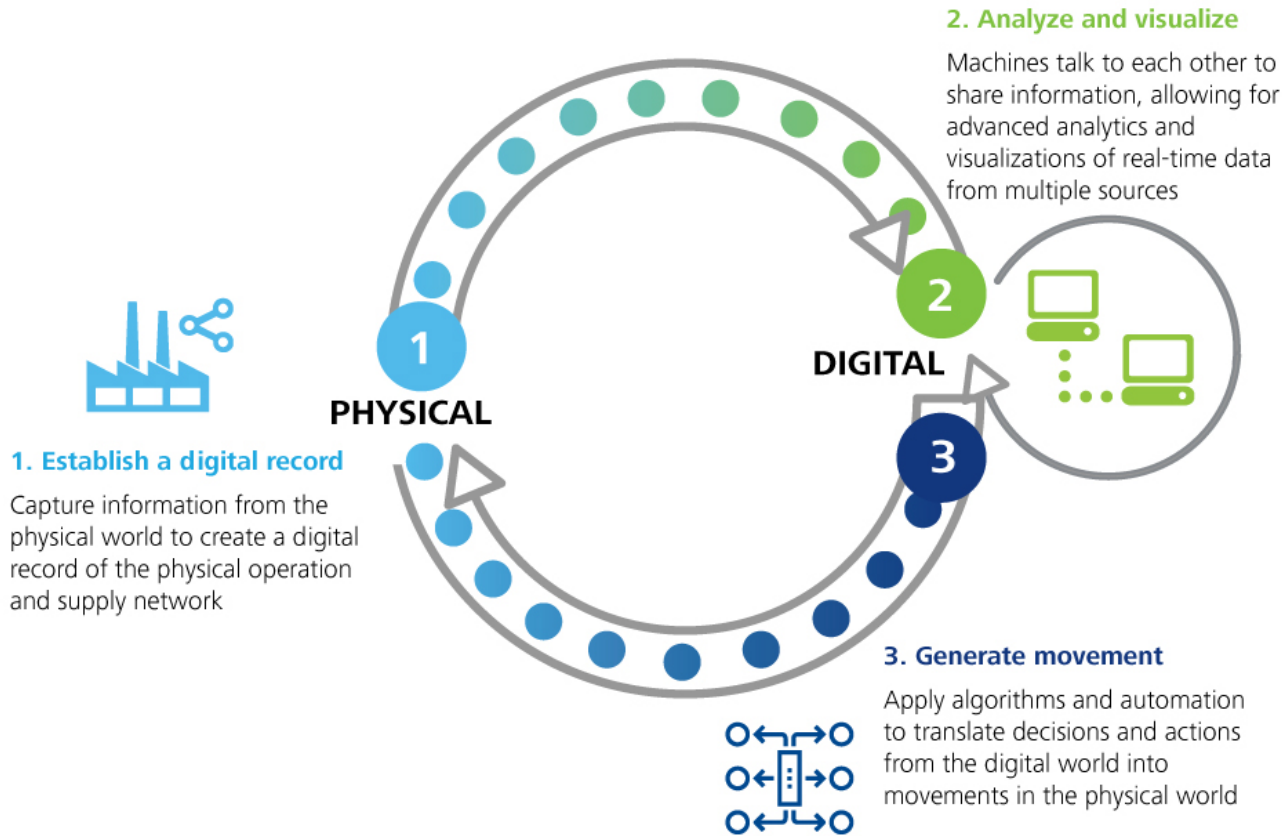 2. Analyze and visualize
Machines talk to each other to
share information, allowing for
advanced analytics and
visualizations of real-time data
from multiple sources
1
PHYSICAL
2
DIGITAL
3
1. Establish a digital record
Capture information from the
physical world to create a digital
record of the physical operation
and supply network
3. Generate movement
Apply algorithms and automation
to translate decisions and actions
from the digital world into
movements in the physical world